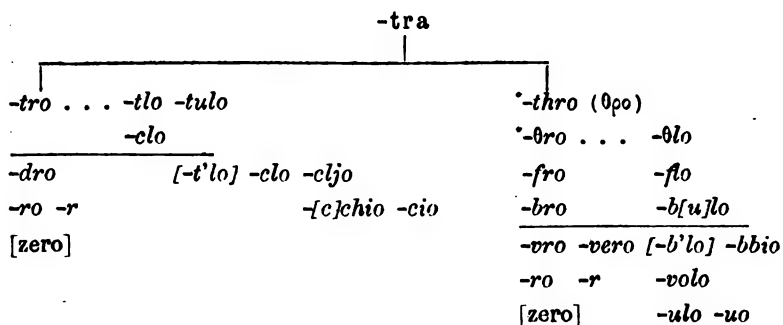 -tra
-tro . . . -tlo -tulo
-clo
-dro [-t'lo] -clo -cljo
-ro -r -[c]chio -cio
[zero]
*-thro (θρο)
*-θro . . . -θlo
-fro -flo
-bro -b[u]lo
-vro -vero [-b'lo] -bbio
-ro -r -volo
[zero] -ulo -uo